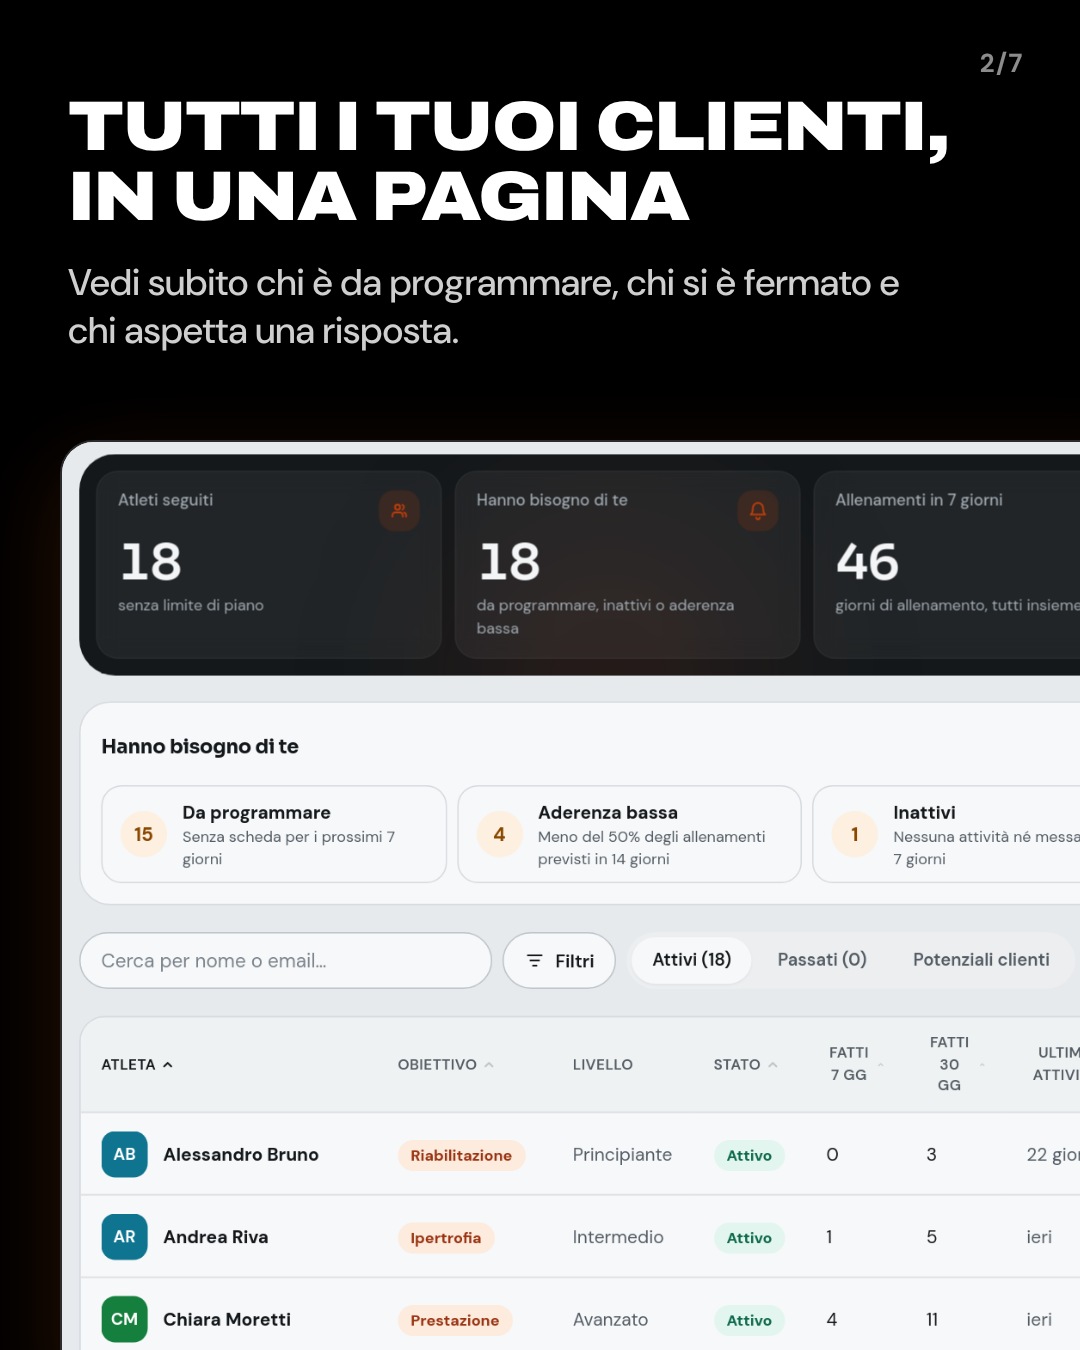 2/7
TUTTI I TUOI CLIENTI,
IN UNA PAGINA
Vedi subito chi è da programmare, chi si è fermato e
chi aspetta una risposta.
Atleti seguiti
18
senza limite di piano
Hanno bisogno di te
18
da programmare, inattivi o aderenza
bassa
Allenamenti in 7 giorni
46
giorni di allenamento, tutti insieme
Hanno bisogno di te
15
Da programmare
Senza scheda per i prossimi 7
giorni
4
Aderenza bassa
Meno del 50% degli allenamenti
previsti in 14 giorni
1
Inattivi
Nessuna attività né messa
7 giorni
Cerca per nome o email...
Filtri
Attivi (18)
Passati (0)
Potenziali clienti
ATLETA OBIETTIVO LIVELLO STATO FATTI 7 GG FATTI 30 GG ULTIM ATTIVI
AB Alessandro Bruno Riabilitazione Principiante Attivo 0 3 22 gior
AR Andrea Riva Ipertrofia Intermedio Attivo 1 5 ieri
CM Chiara Moretti Prestazione Avanzato Attivo 4 11 ieri